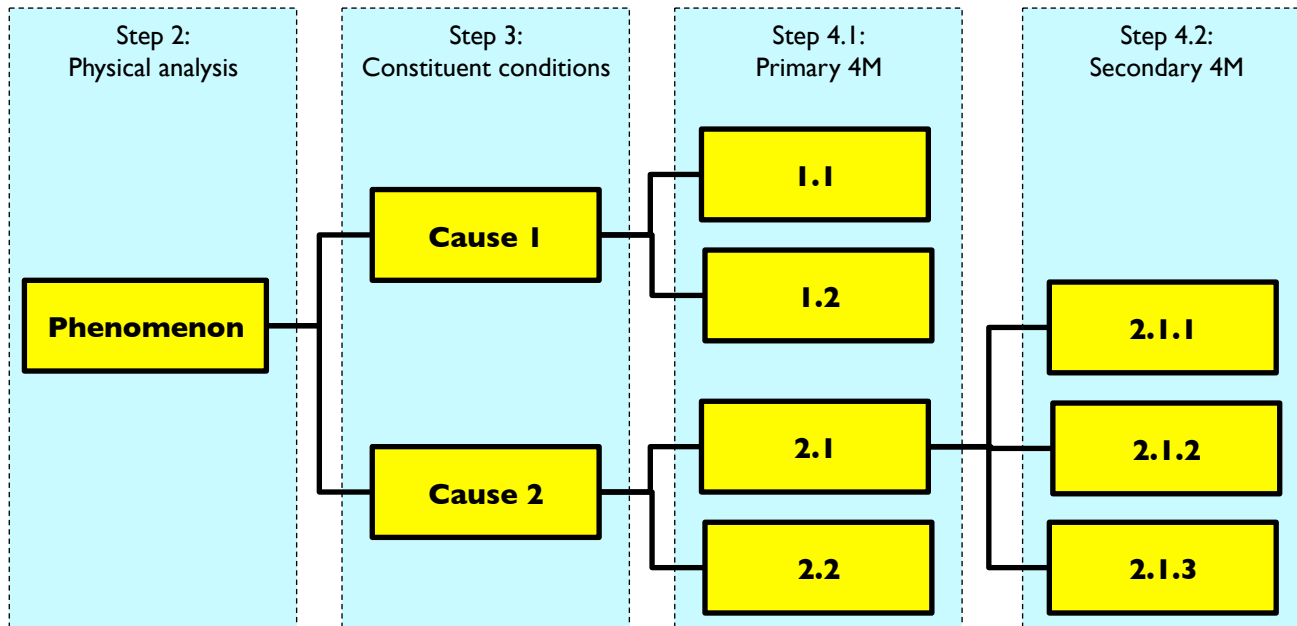 Step 2:
Physical analysis
Step 3:
Constituent conditions
Step 4.1:
Primary 4M
Step 4.2:
Secondary 4M
Phenomenon
Cause 1
Cause 2
1.1
1.2
2.1
2.2
2.1.1
2.1.2
2.1.3